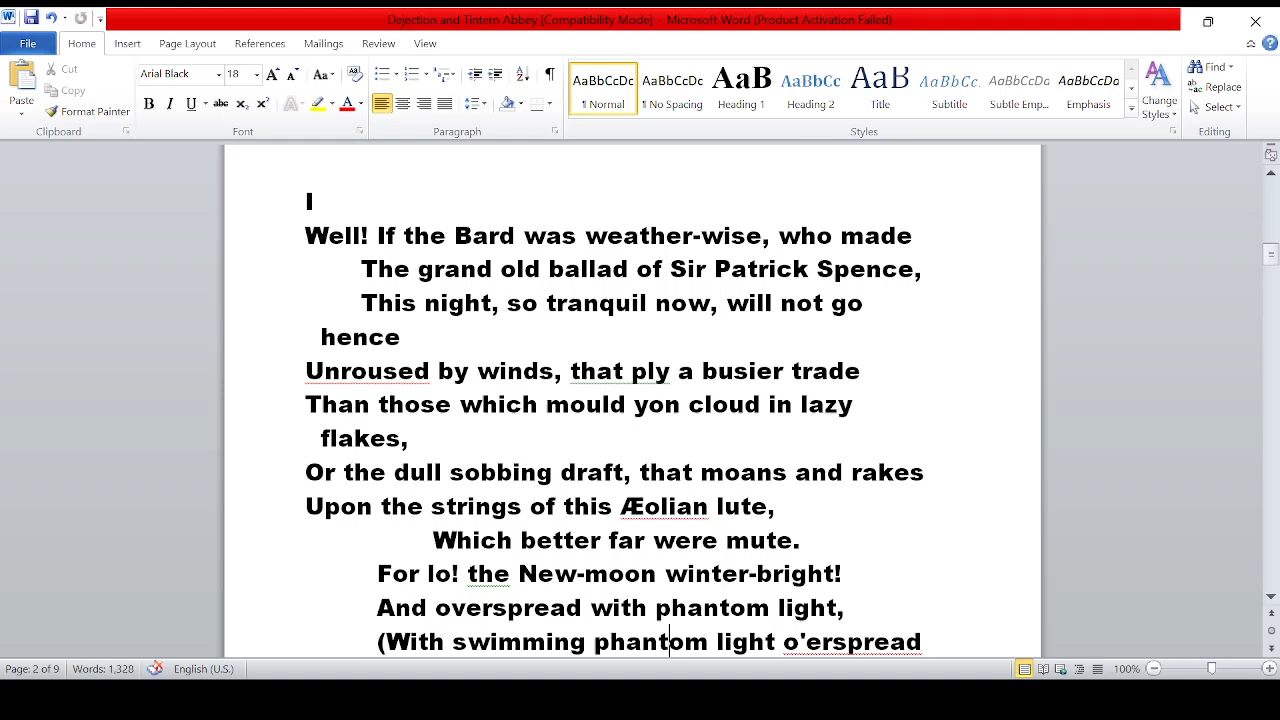 Dejection and Tintern Abbey [Compatibility Mode] - Microsoft Word (Product Activation Failed)
File Home Insert Page Layout References Mailings Review View
Paste
Cut
Copy
Format Painter
Clipboard
Arial Black 18
Font
Paragraph
AaBbCcDc AaBbCcDc AaB AaBbCc AaB AaBbCc. AaBbCcDc AaBbCcDc
¶ Normal ¶ No Spacing Heading 1 Heading 2 Title Subtitle Subtle Emp... Emphasis
Change
Styles
Styles
Find
Replace
Select
Editing
I
Well! If the Bard was weather-wise, who made
The grand old ballad of Sir Patrick Spence,
This night, so tranquil now, will not go
hence
Unroused by winds, that ply a busier trade
Than those which mould yon cloud in lazy
flakes,
Or the dull sobbing draft, that moans and rakes
Upon the strings of this Æolian lute,
Which better far were mute.
For lo! the New-moon winter-bright!
And overspread with phantom light,
(With swimming phantom light o'erspread
Page: 2 of 9 Words: 1,328 English (U.S.) 100%